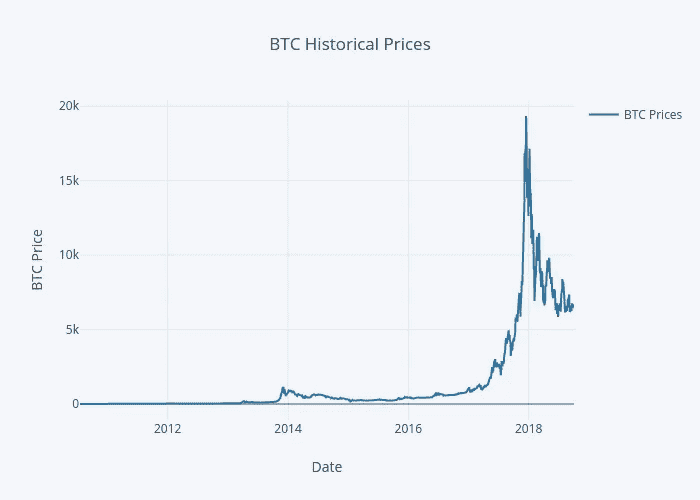 BTC Historical Prices
20k
15k
10k
5k
0
BTC Price
2012
2014
2016
2018
Date
BTC Prices